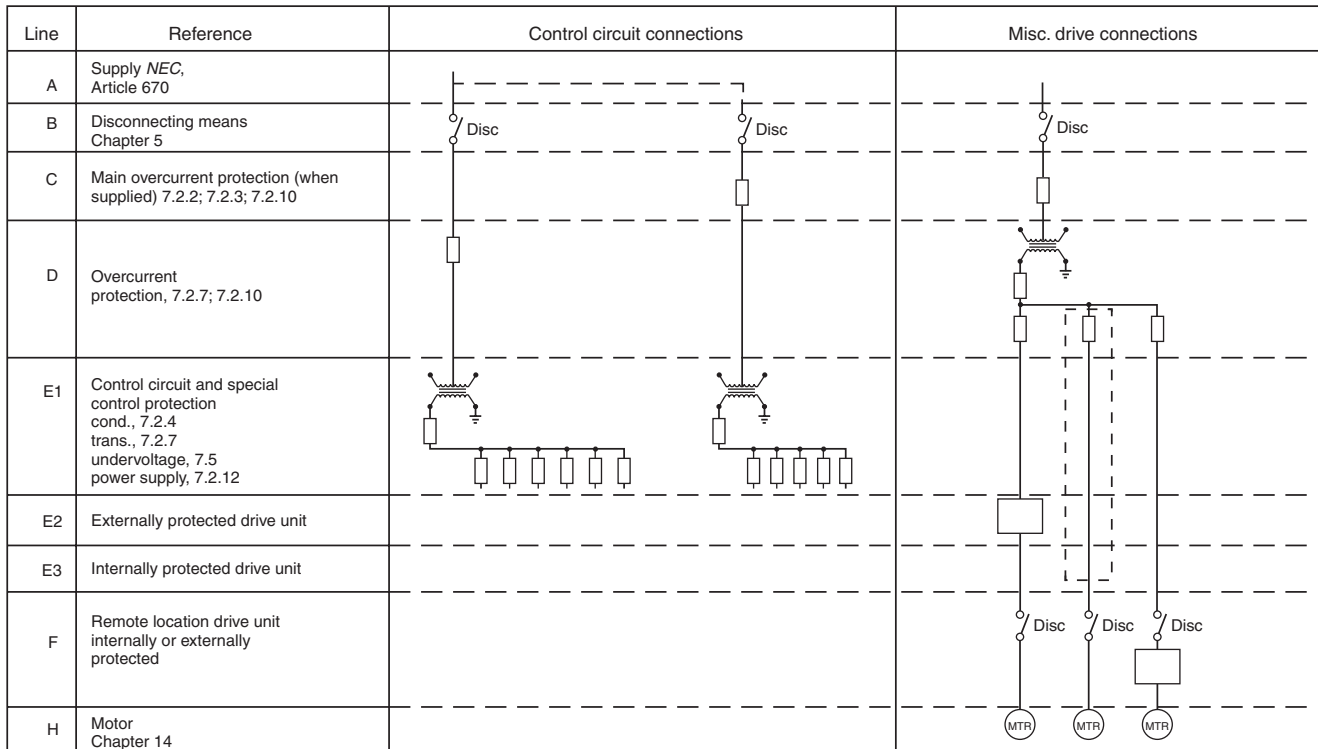 Line
Reference
Control circuit connections
Misc. drive connections
A
Supply NEC,
Article 670
B
Disconnecting means
Chapter 5
Disc
Disc
Disc
C
Main overcurrent protection (when
supplied) 7.2.2; 7.2.3; 7.2.10
D
Overcurrent
protection, 7.2.7; 7.2.10
E1
Control circuit and special
control protection
cond., 7.2.4
trans., 7.2.7
undervoltage, 7.5
power supply, 7.2.12
E2
Externally protected drive unit
E3
Internally protected drive unit
F
Remote location drive unit
internally or externally
protected
Disc
Disc
Disc
H
Motor
Chapter 14
MTR
MTR
MTR